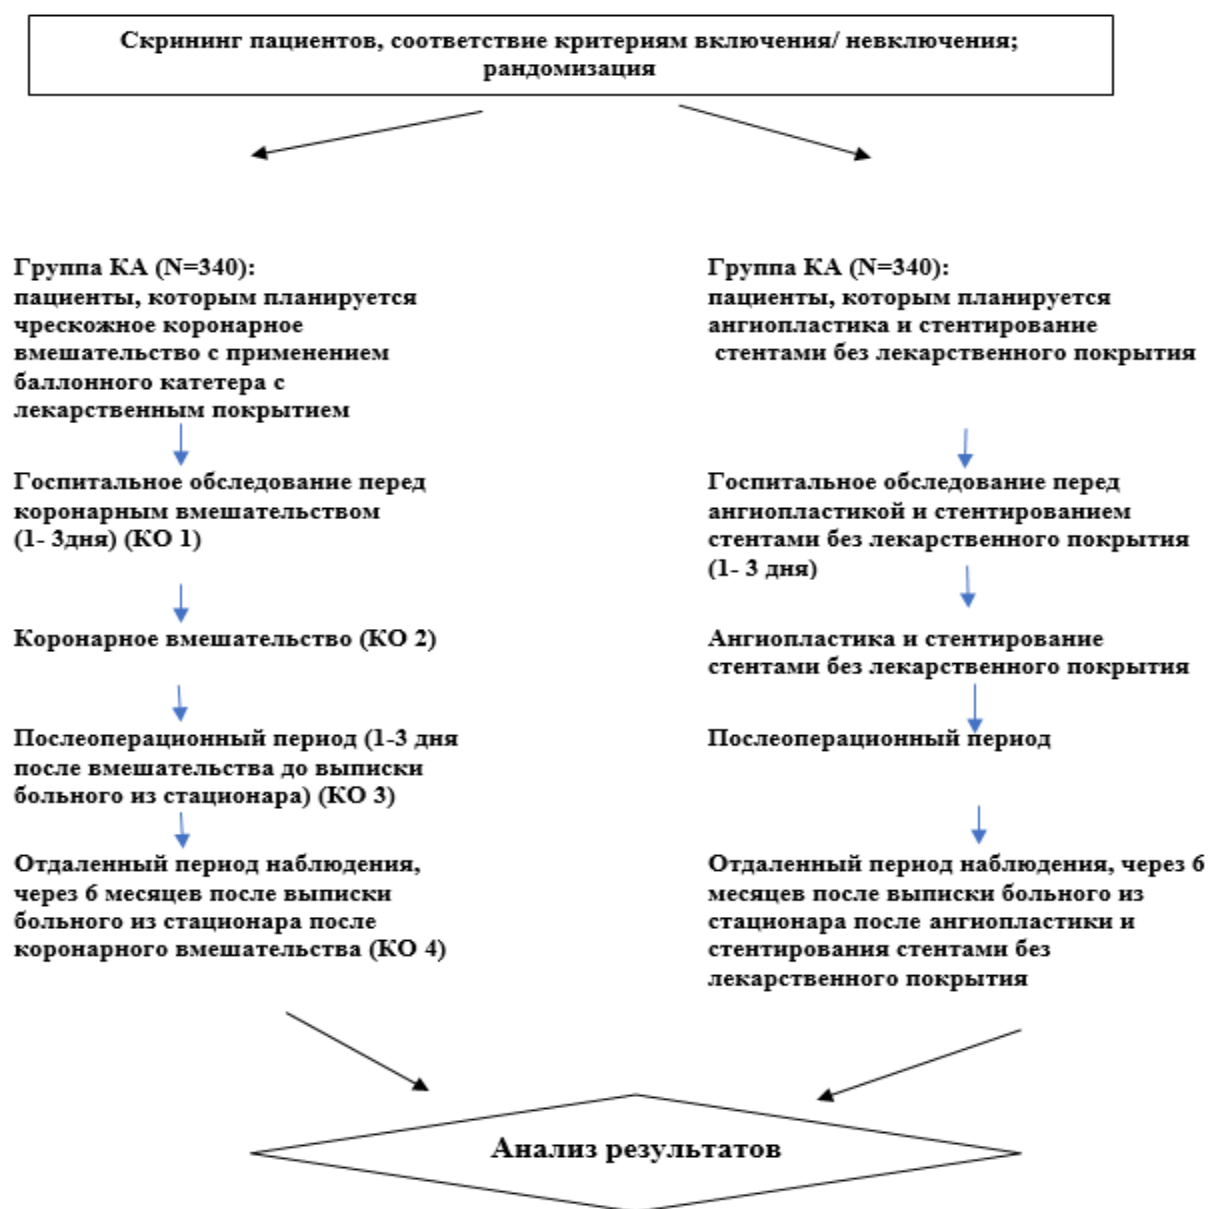 Скрининг пациентов, соответствие критериям включения/ невключения;
рандомизация
Группа КА (N=340):
пациенты, которым планируется
чрескожное коронарное
вмешательство с применением
баллонного катетера с
лекарственным покрытием
Госпитальное обследование перед
коронарным вмешательством
(1- 3дня) (КО 1)
Коронарное вмешательство (КО 2)
Послеоперационный период (1-3 дня
после вмешательства до выписки
больного из стационара) (КО 3)
Отдаленный период наблюдения,
через 6 месяцев после выписки
больного из стационара после
коронарного вмешательства (КО 4)
Группа КА (N=340):
пациенты, которым планируется
ангиопластика и стентирование
стентами без лекарственного покрытия
Госпитальное обследование перед
ангиопластикой и стентированием
стентами без лекарственного покрытия
(1- 3 дня)
Ангиопластика и стентирование
стентами без лекарственного покрытия
Послеоперационный период
Отдаленный период наблюдения, через 6
месяцев после выписки больного из
стационара после ангиопластики и
стентирования стентами без
лекарственного покрытия
Анализ результатов